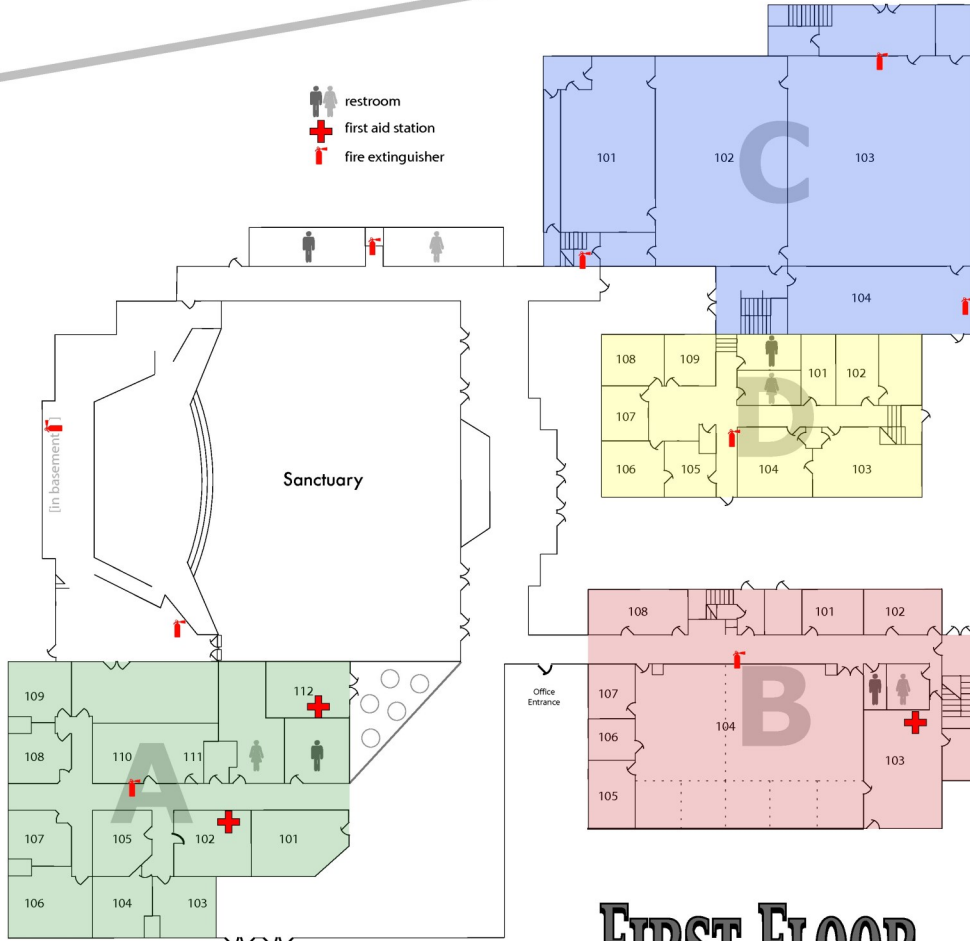 restroom
first aid station
fire extinguisher
C
101
102
103
104
108
109
101
102
107
D
106
105
104
103
[in basement]
Sanctuary
108
101
102
107
B
106
104
105
103
Office
Entrance
109
112
108
110
111
A
107
105
102
101
106
104
103
FIRST FLOOR